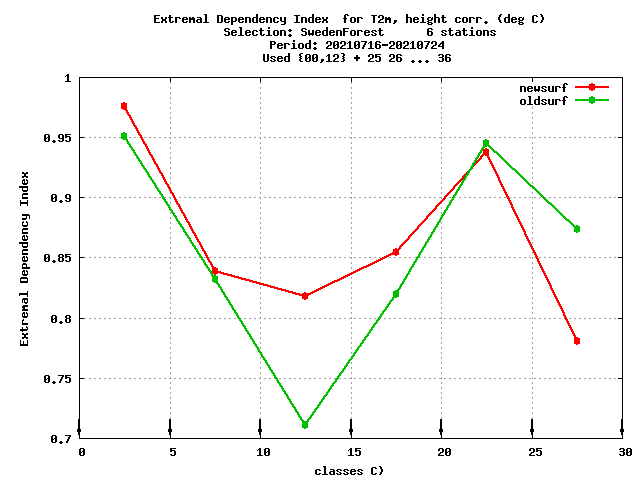 Extremal Dependency Index  for T2m, height corr. (deg C)
Selection: SwedenForest      6 stations
Period: 20210716-20210724
Used {00,12} + 25 26 ... 36
newsurf
oldsurf
Extremal Dependency Index
1
0.95
0.9
0.85
0.8
0.75
0.7
0 5 10 15 20 25 30
classes C)